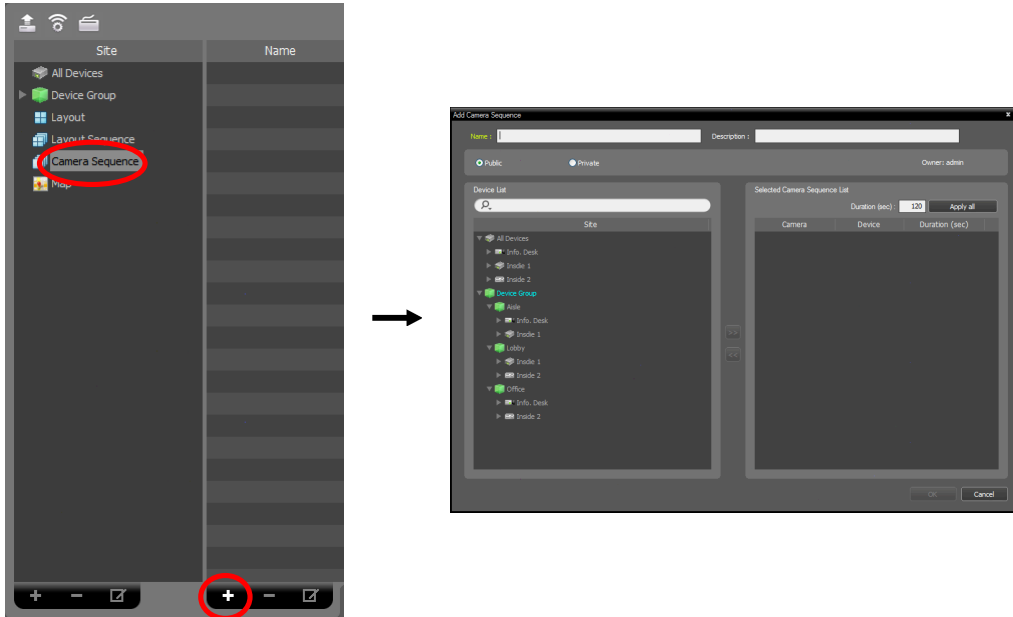 Site
Name
All Devices
Device Group
Layout
Layout Sequence
Camera Sequence
Map
Add Camera Sequence
Name :
Description :
Public
Private
Owner: admin
Device List
Selected Camera Sequence List
Duration (sec) : 120 Apply all
Site
Camera Device Duration (sec)
All Devices
Info. Desk
Insdie 1
Inside 2
Device Group
Aisle
Info. Desk
Insdie 1
Lobby
Insdie 1
Inside 2
Office
Info. Desk
Inside 2
>>
<<
OK
Cancel